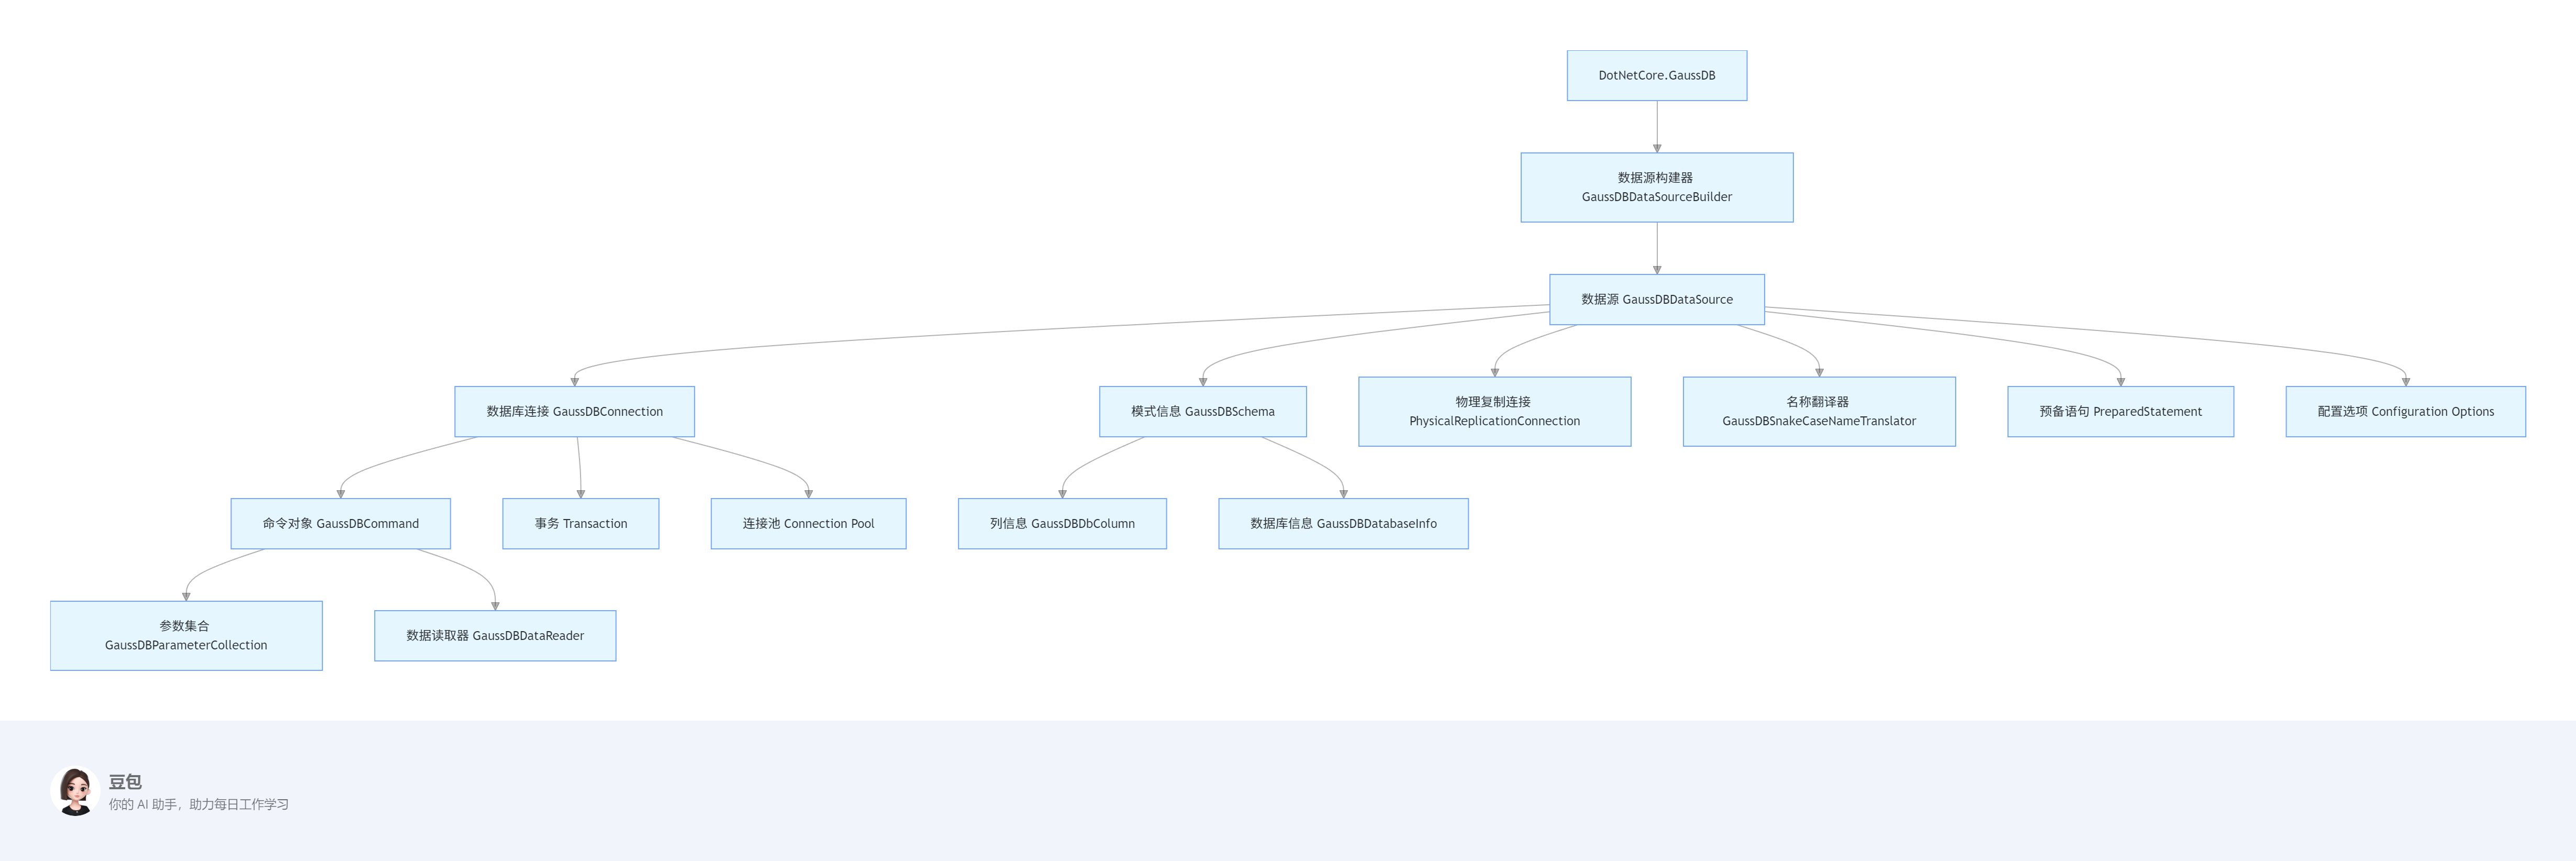 DotNetCore.GaussDB
数据源构建器
GaussDBDataSourceBuilder
数据源 GaussDBDataSource
数据库连接 GaussDBConnection
模式信息 GaussDBSchema
物理复制连接
PhysicalReplicationConnection
名称翻译器
GaussDBSnakeCaseNameTranslator
预备语句 PreparedStatement
配置选项 Configuration Options
命令对象 GaussDBCommand
事务 Transaction
连接池 Connection Pool
列信息 GaussDBDbColumn
数据库信息 GaussDBDatabaseInfo
参数集合
GaussDBParameterCollection
数据读取器 GaussDBDataReader
豆包
你的 AI 助手，助力每日工作学习